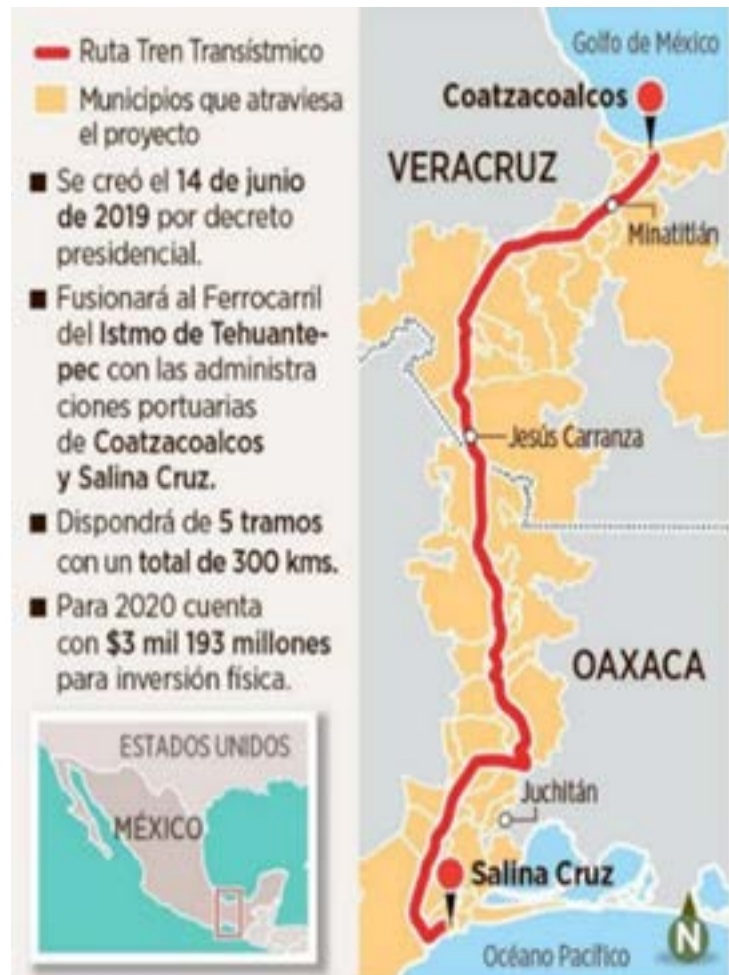 Ruta Tren Transístmico
Municipios que atraviesa
el proyecto
Se creó el 14 de junio
de 2019 por decreto
presidencial.
Fusionará al Ferrocarril
del Istmo de Tehuante-
pec con las administra
ciones portuarias
de Coatzacoalcos
y Salina Cruz.
Dispondrá de 5 tramos
con un total de 300 kms.
Para 2020 cuenta
con $3 mil 193 millones
para inversión física.
ESTADOS UNIDOS
MÉXICO
Golfo de México
Coatzacoalcos
VERACRUZ
Minatitlán
Jesús Carranza
OAXACA
Juchitán
Salina Cruz
Océano Pacífico
N